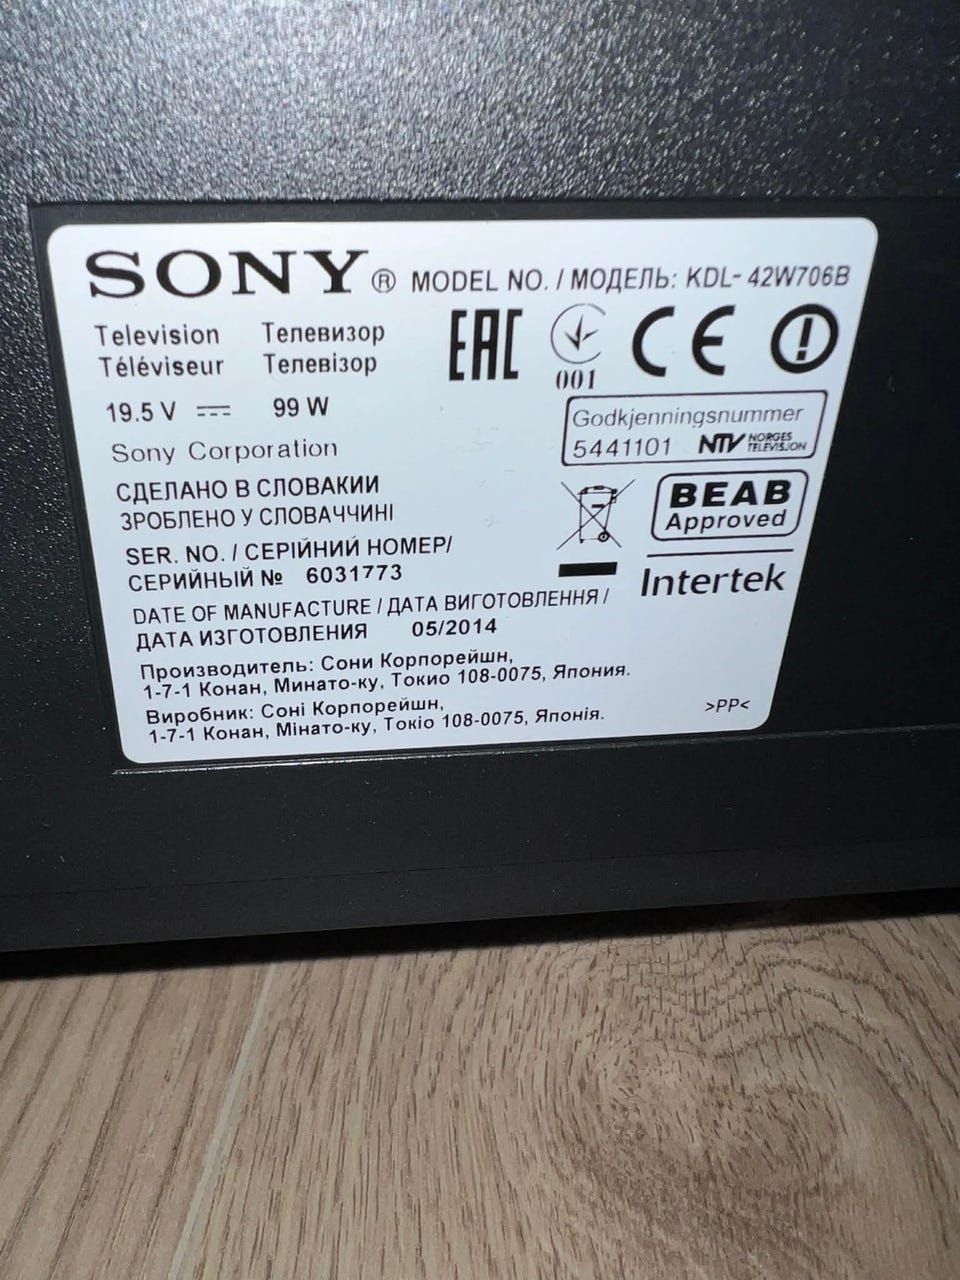 SONY® MODEL NO. / МОДЕЛЬ: KDL-42W706B
Television Телевизор
Téléviseur Телевізор
EAC
001
CE
19.5 V 99 W
Godkjenningsnummer
5441101 NTV NORGES TELEVISJON
Sony Corporation
СДЕЛАНО В СЛОВАКИИ
ЗРОБЛЕНО У СЛОВАЧЧИНІ
BEAB
Approved
Intertek
SER. NO. / СЕРІЙНИЙ НОМЕР/
СЕРИЙНЫЙ № 6031773
DATE OF MANUFACTURE / ДАТА ВИГОТОВЛЕННЯ /
ДАТА ИЗГОТОВЛЕНИЯ 05/2014
Производитель: Сони Корпорейшн,
1-7-1 Конан, Минато-ку, Токио 108-0075, Япония.
Виробник: Соні Корпорейшн,
1-7-1 Конан, Мінато-ку, Токіо 108-0075, Японія.
>PP<